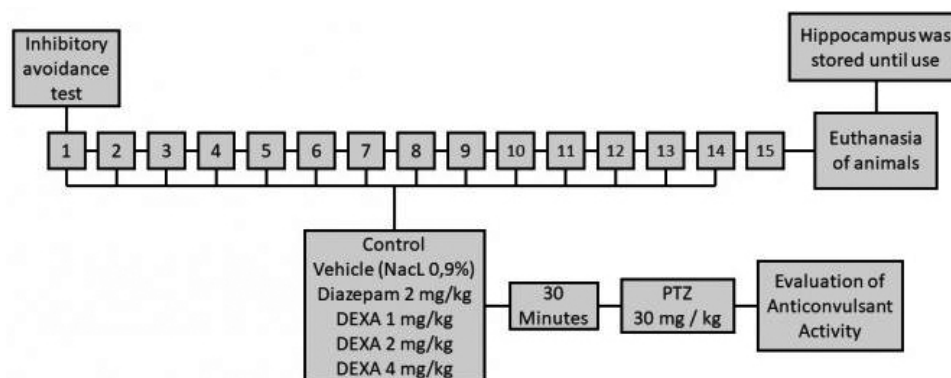 Inhibitory
avoidance
test
Hippocampus was
stored until use
1
2
3
4
5
6
7
8
9
10
11
12
13
14
15
Euthanasia
of animals
Control
Vehicle (NacL 0,9%)
Diazepam 2 mg/kg
DEXA 1 mg/kg
DEXA 2 mg/kg
DEXA 4 mg/kg
30
Minutes
PTZ
30 mg / kg
Evaluation of
Anticonvulsant
Activity